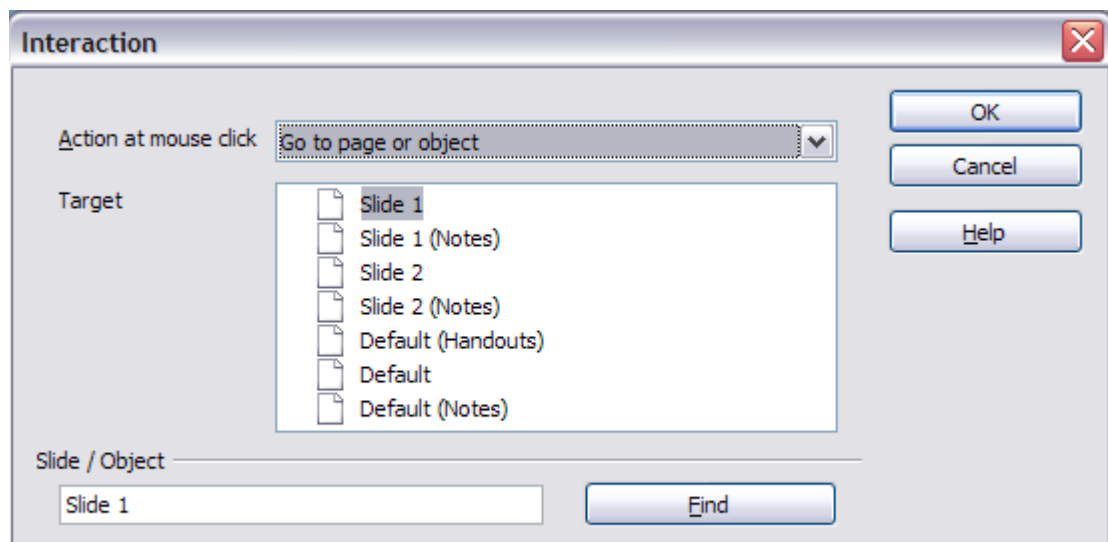 Interaction
OK
Action at mouse click Go to page or object
Cancel
Target
Slide 1
Slide 1 (Notes)
Help
Slide 2
Slide 2 (Notes)
Default (Handouts)
Default
Default (Notes)
Slide / Object
Slide 1
Find